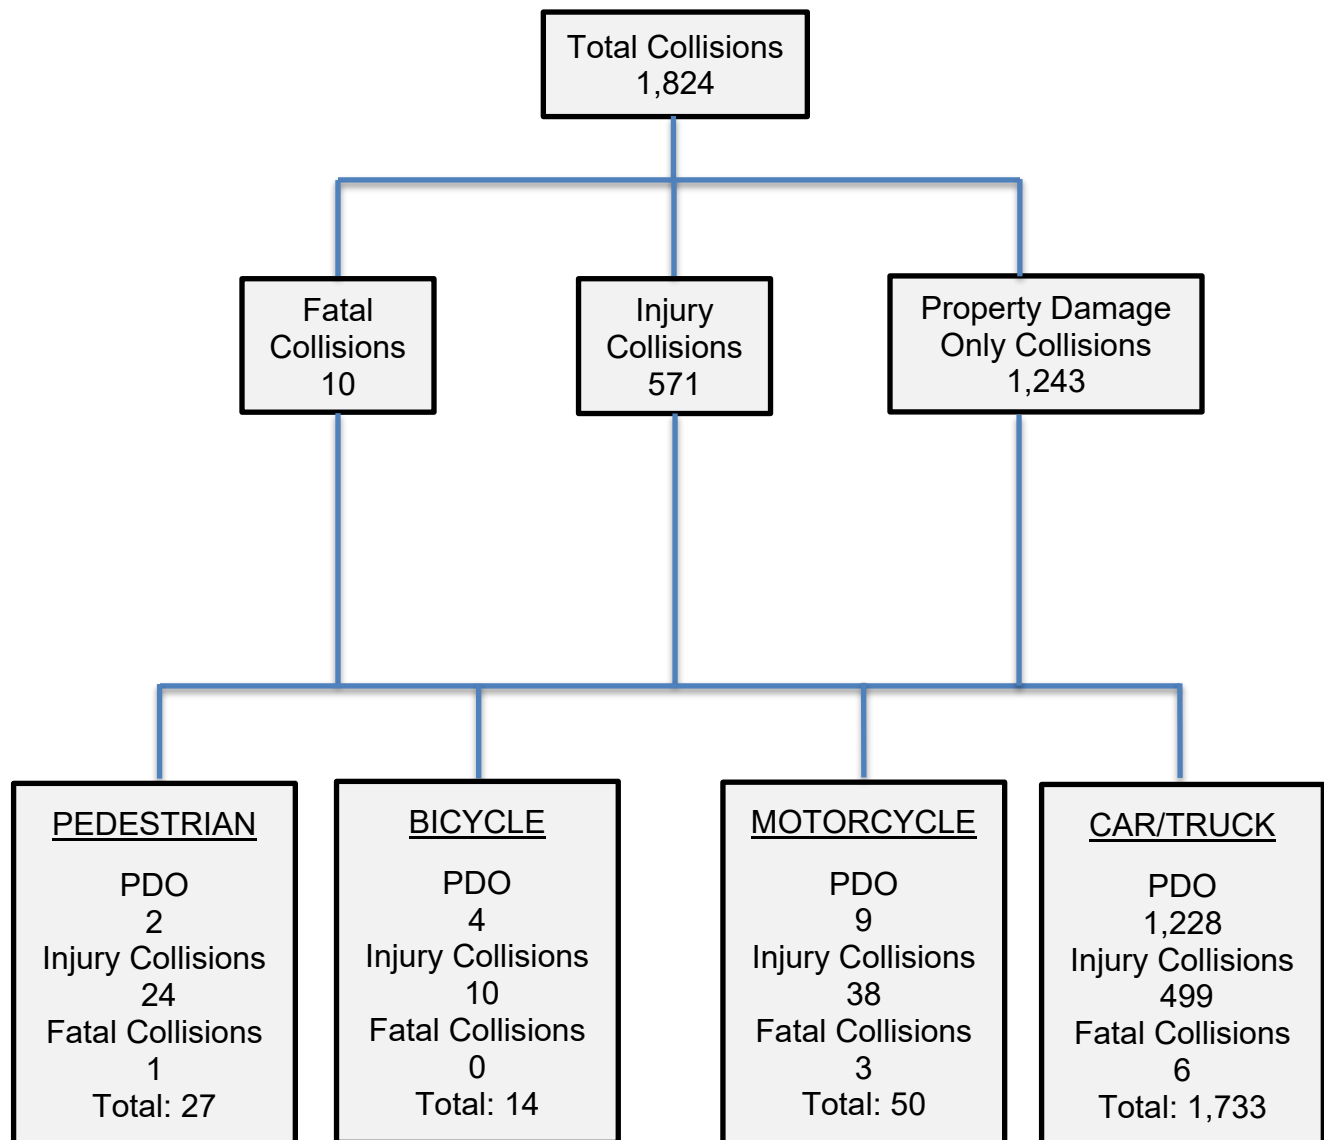 Total Collisions
1,824
Fatal
Collisions
10
Injury
Collisions
571
Property Damage
Only Collisions
1,243
PEDESTRIAN
PDO
2
Injury Collisions
24
Fatal Collisions
1
Total: 27
BICYCLE
PDO
4
Injury Collisions
10
Fatal Collisions
0
Total: 14
MOTORCYCLE
PDO
9
Injury Collisions
38
Fatal Collisions
3
Total: 50
CAR/TRUCK
PDO
1,228
Injury Collisions
499
Fatal Collisions
6
Total: 1,733